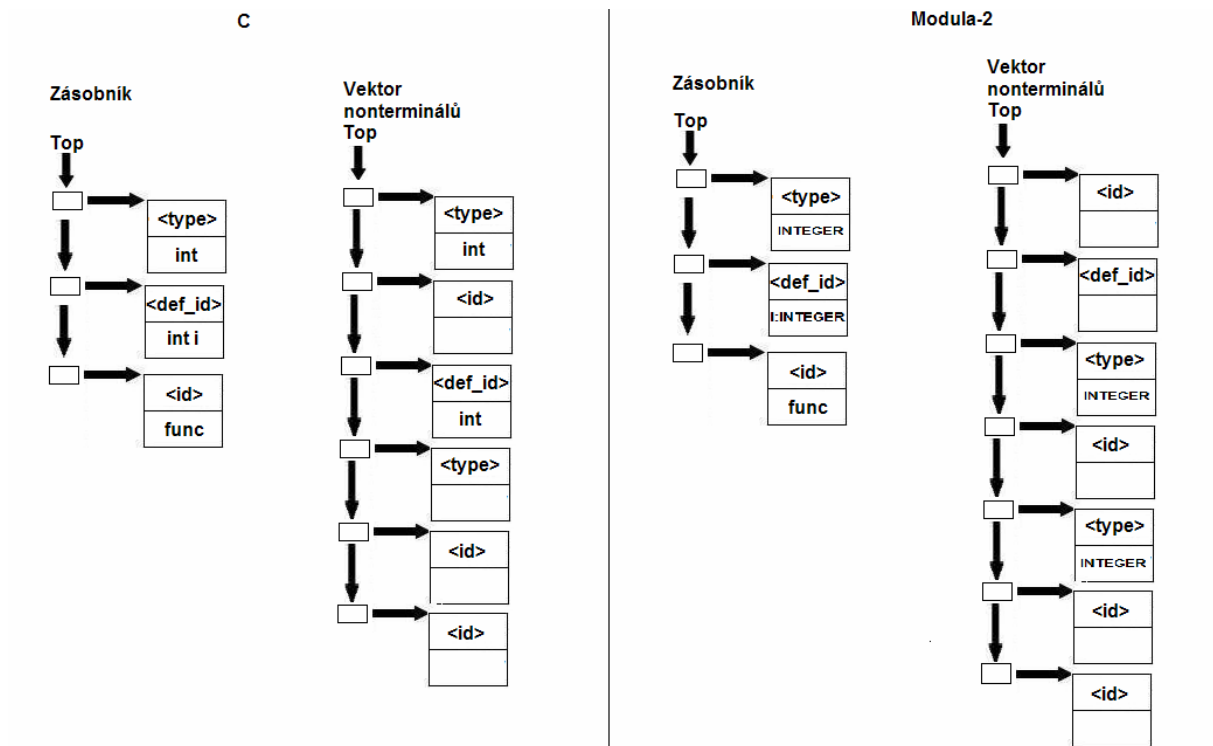 C
Zásobník
Top
<type>
int
<def_id>
int i
<id>
func
Vektor
nonterminálů
Top
<type>
int
<id>
<def_id>
int
<type>
<id>
<id>
Modula-2
Zásobník
Top
<type>
INTEGER
<def_id>
I:INTEGER
<id>
func
Vektor
nonterminálů
Top
<id>
<def_id>
<type>
INTEGER
<id>
<type>
INTEGER
<id>
<id>